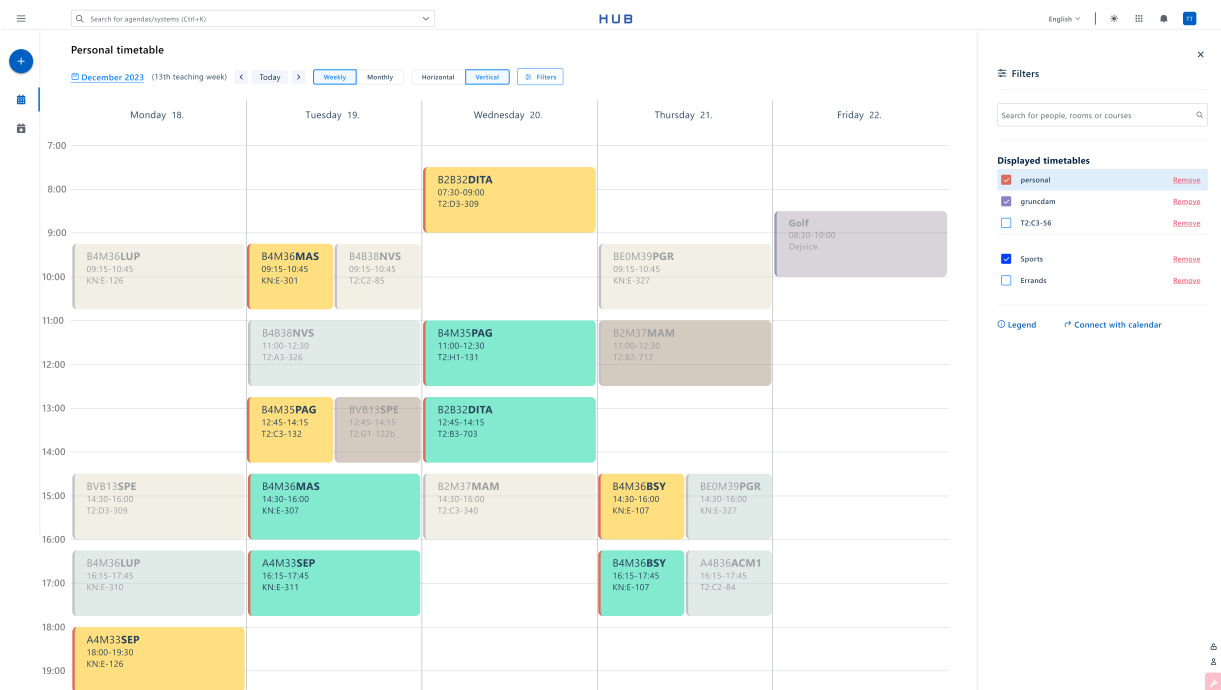 Search for agendas/systems (Ctrl+K)
HUB
English
TT
Personal timetable
December 2023 (13th teaching week) Today Weekly Monthly Horizontal Vertical Filters
Monday 18. Tuesday 19. Wednesday 20. Thursday 21. Friday 22.
7:00
8:00
9:00
10:00
11:00
12:00
13:00
14:00
15:00
16:00
17:00
18:00
19:00
B4M36LUP
09:15-10:45
KN:E-126
BVB13SPE
14:30-16:00
T2:D3-309
B4M36LUP
16:15-17:45
KN:E-310
A4M33SEP
18:00-19:30
KN:E-126
B4M36MAS
09:15-10:45
KN:E-301
B4B38NVS
09:15-10:45
T2:C2-85
B4B38NVS
11:00-12:30
T2:A3-326
B4M35PAG
12:45-14:15
T2:C3-132
BVB13SPE
12:45-14:15
T2:G1-122b
B4M36MAS
14:30-16:00
KN:E-307
A4M33SEP
16:15-17:45
KN:E-311
B2B32DITA
07:30-09:00
T2:D3-309
B4M35PAG
11:00-12:30
T2:H1-131
B2B32DITA
12:45-14:15
T2:B3-703
B2M37MAM
14:30-16:00
T2:C3-340
BE0M39PGR
09:15-10:45
KN:E-327
B2M37MAM
11:00-12:30
T2:B2-717
B4M36BSY
14:30-16:00
KN:E-107
BE0M39PGR
14:30-16:00
KN:E-327
B4M36BSY
16:15-17:45
KN:E-107
A4B36ACM1
16:15-17:45
T2:C2-84
Golf
08:30-10:00
Dejvice
Filters
Search for people, rooms or courses
Displayed timetables
personal Remove
gruncdam Remove
T2:C3-56 Remove
Sports Remove
Errands Remove
Legend Connect with calendar